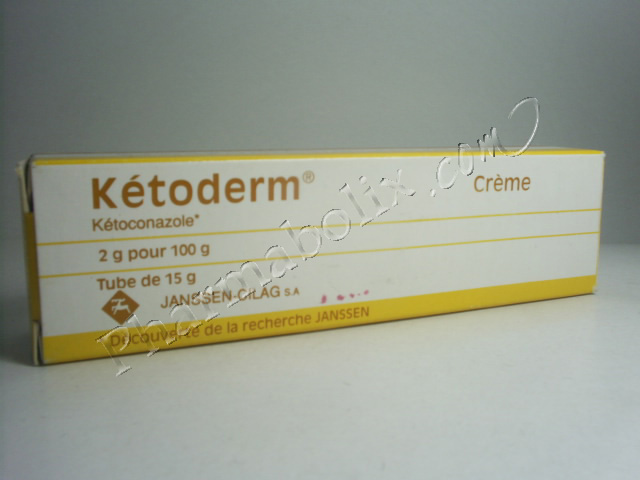 Kétoderm®
Crème
Kétoconazole*
2 g pour 100 g
Tube de 15 g
JANSSEN-CILAG S.A
Découverte de la recherche JANSSEN
Pharmabolix.com